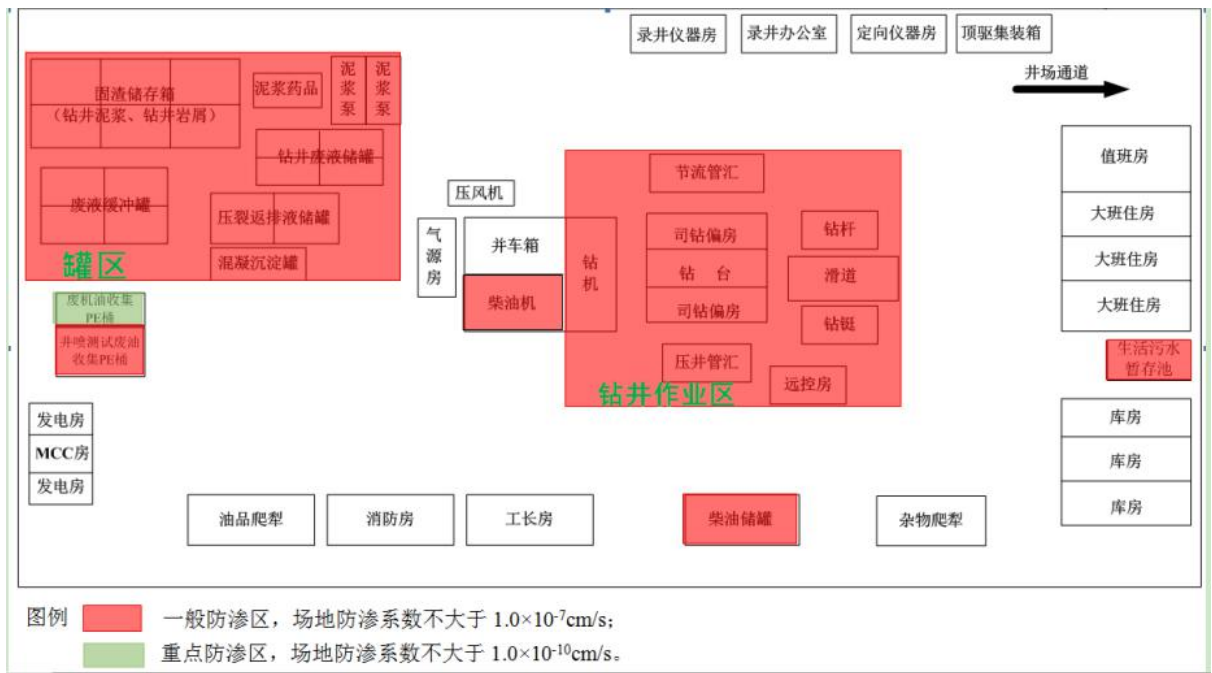 录井仪器房
录井办公室
定向仪器房
顶驱集装箱
井场通道
固渣储存箱
（钻井泥浆、钻井岩屑）
泥浆药品
泥浆泵
泥浆泵
钻井废液储罐
废液缓冲罐
压裂返排液储罐
混凝沉淀罐
罐区
废机油收集
PE桶
井喷测试废油
收集PE桶
压风机
气源房
并车箱
柴油机
钻机
节流管汇
司钻偏房
钻 台
司钻偏房
压井管汇
钻杆
滑道
钻铤
远控房
钻井作业区
值班房
大班住房
大班住房
大班住房
生活污水
暂存池
库房
库房
库房
发电房
MCC房
发电房
油品爬犁
消防房
工长房
柴油储罐
杂物爬犁
图例
一般防渗区，场地防渗系数不大于 1.0×10⁻⁷cm/s；
重点防渗区，场地防渗系数不大于 1.0×10⁻¹⁰cm/s。